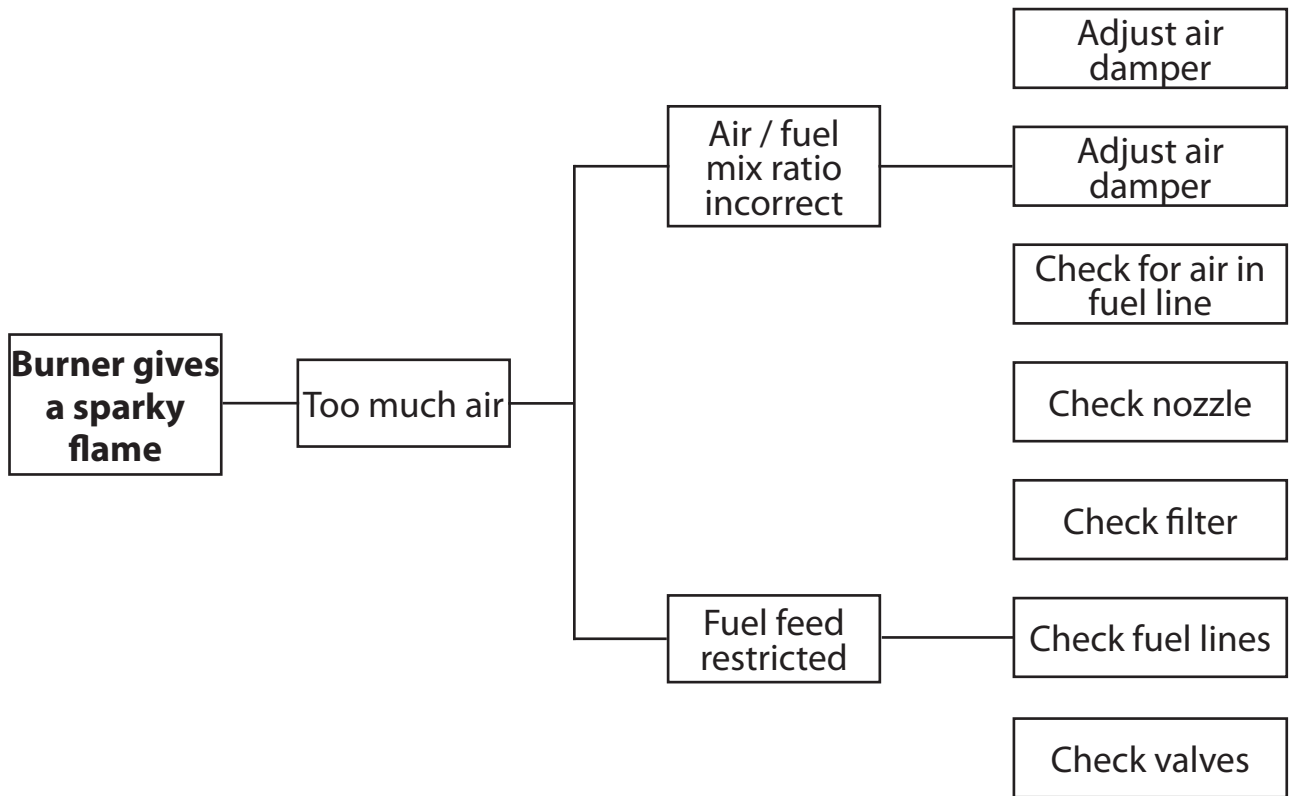 Burner gives
a sparky
flame
Too much air
Air / fuel
mix ratio
incorrect
Fuel feed
restricted
Adjust air
damper
Adjust air
damper
Check for air in
fuel line
Check nozzle
Check filter
Check fuel lines
Check valves